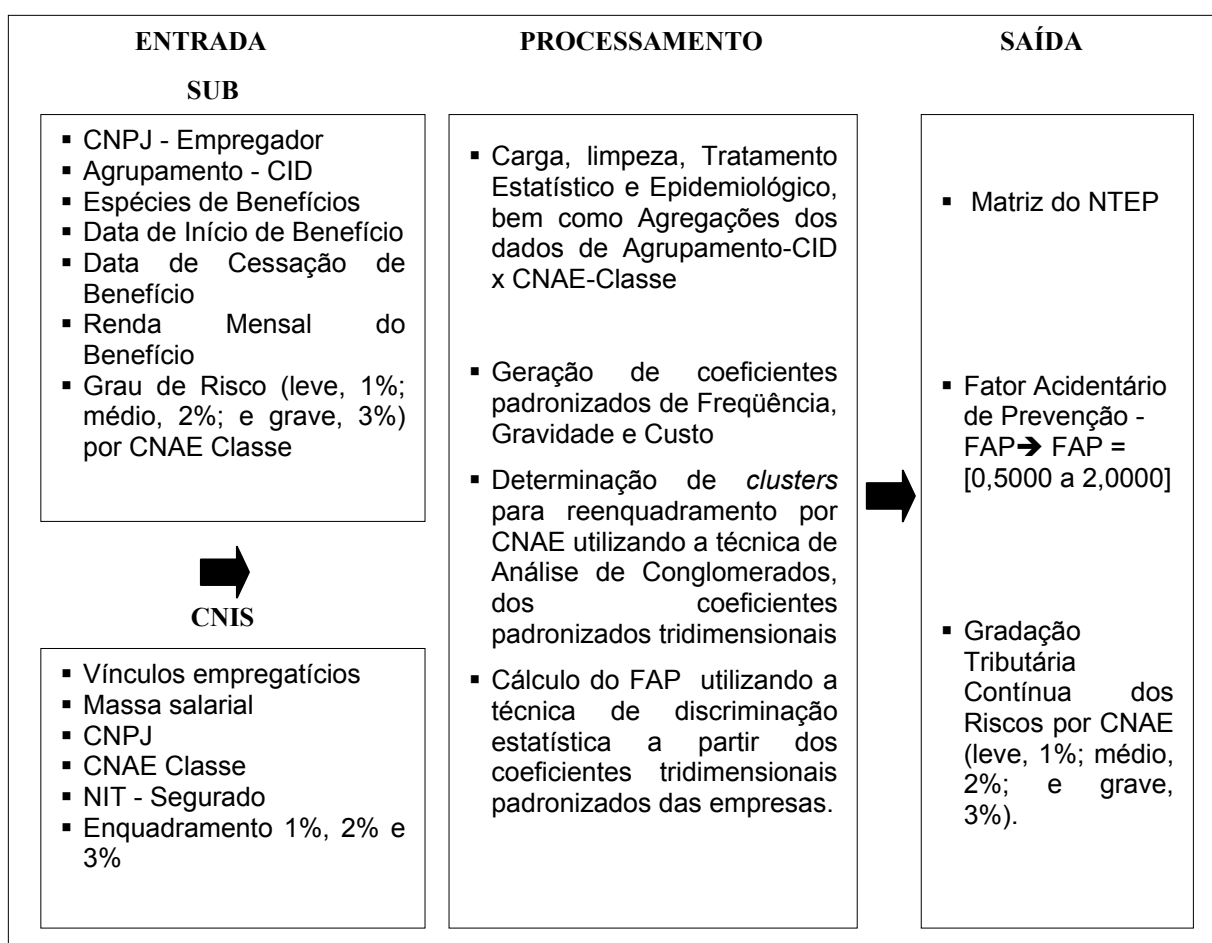 ENTRADA
SUB
▪ CNPJ - Empregador
▪ Agrupamento - CID
▪ Espécies de Benefícios
▪ Data de Início de Benefício
▪ Data de Cessação de
Benefício
▪ Renda Mensal do
Benefício
▪ Grau de Risco (leve, 1%;
médio, 2%; e grave, 3%)
por CNAE Classe
CNIS
▪ Vínculos empregatícios
▪ Massa salarial
▪ CNPJ
▪ CNAE Classe
▪ NIT - Segurado
▪ Enquadramento 1%, 2% e
3%
PROCESSAMENTO
▪ Carga, limpeza, Tratamento
Estatístico e Epidemiológico,
bem como Agregações dos
dados de Agrupamento-CID
x CNAE-Classe
▪ Geração de coeficientes
padronizados de Freqüência,
Gravidade e Custo
▪ Determinação de clusters
para reenquadramento por
CNAE utilizando a técnica de
Análise de Conglomerados,
dos coeficientes
padronizados tridimensionais
▪ Cálculo do FAP utilizando a
técnica de discriminação
estatística a partir dos
coeficientes tridimensionais
padronizados das empresas.
SAÍDA
▪ Matriz do NTEP
▪ Fator Acidentário
de Prevenção -
FAP➔ FAP =
[0,5000 a 2,0000]
▪ Gradação
Tributária
Contínua dos
Riscos por CNAE
(leve, 1%; médio,
2%; e grave,
3%).